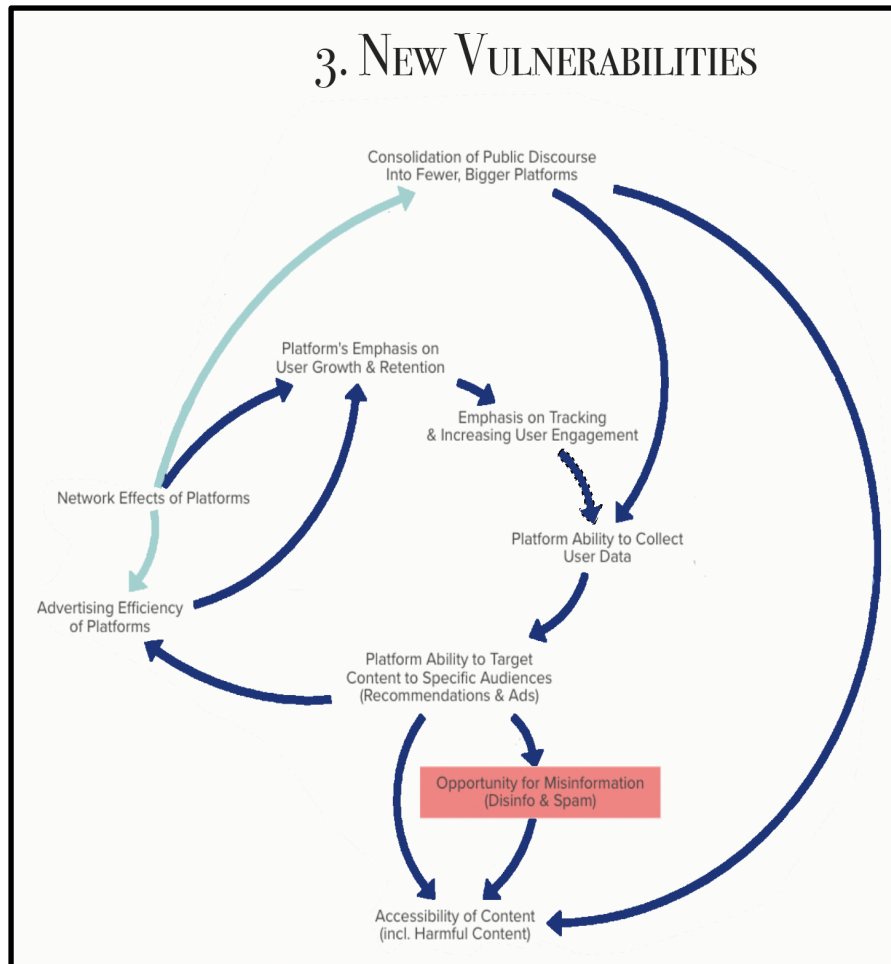 3. New Vulnerabilities
Consolidation of Public Discourse
Into Fewer, Bigger Platforms
Platform's Emphasis on
User Growth & Retention
Emphasis on Tracking
& Increasing User Engagement
Network Effects of Platforms
Platform Ability to Collect
User Data
Advertising Efficiency
of Platforms
Platform Ability to Target
Content to Specific Audiences
(Recommendations & Ads)
Opportunity for Misinformation
(Disinfo & Spam)
Accessibility of Content
(incl. Harmful Content)